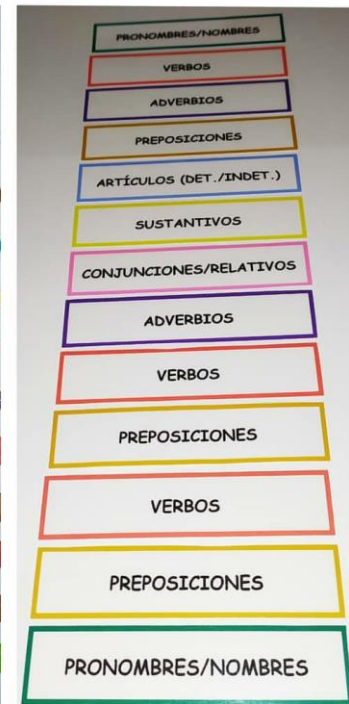 PRONOMBRES/NOMBRES
VERBOS
ADVERBIOS
PREPOSICIONES
ARTÍCULOS (DET./INDET.)
SUSTANTIVOS
CONJUNCIONES/RELATIVOS
ADVERBIOS
VERBOS
PREPOSICIONES
VERBOS
PREPOSICIONES
PRONOMBRES/NOMBRES